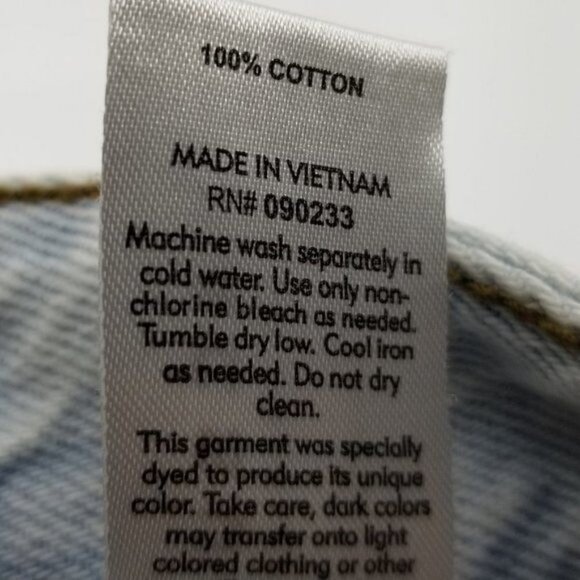 100% COTTON
MADE IN VIETNAM
RN# 090233
Machine wash separately in
cold water. Use only non-
chlorine bleach as needed.
Tumble dry low. Cool iron
as needed. Do not dry
clean.
This garment was specially
dyed to produce its unique
color. Take care, dark colors
may transfer onto light
colored clothing or other